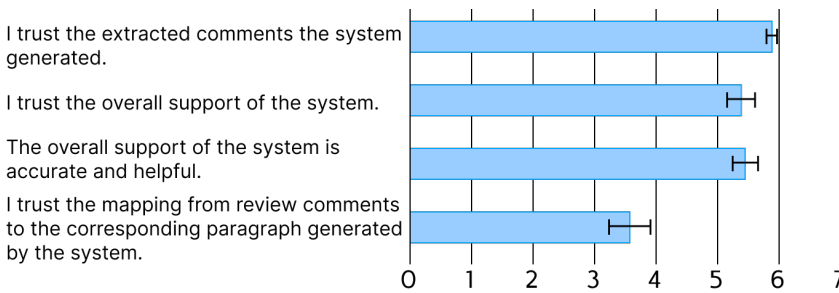 I trust the extracted comments the system
generated.
I trust the overall support of the system.
The overall support of the system is
accurate and helpful.
I trust the mapping from review comments
to the corresponding paragraph generated
by the system.
0 1 2 3 4 5 6